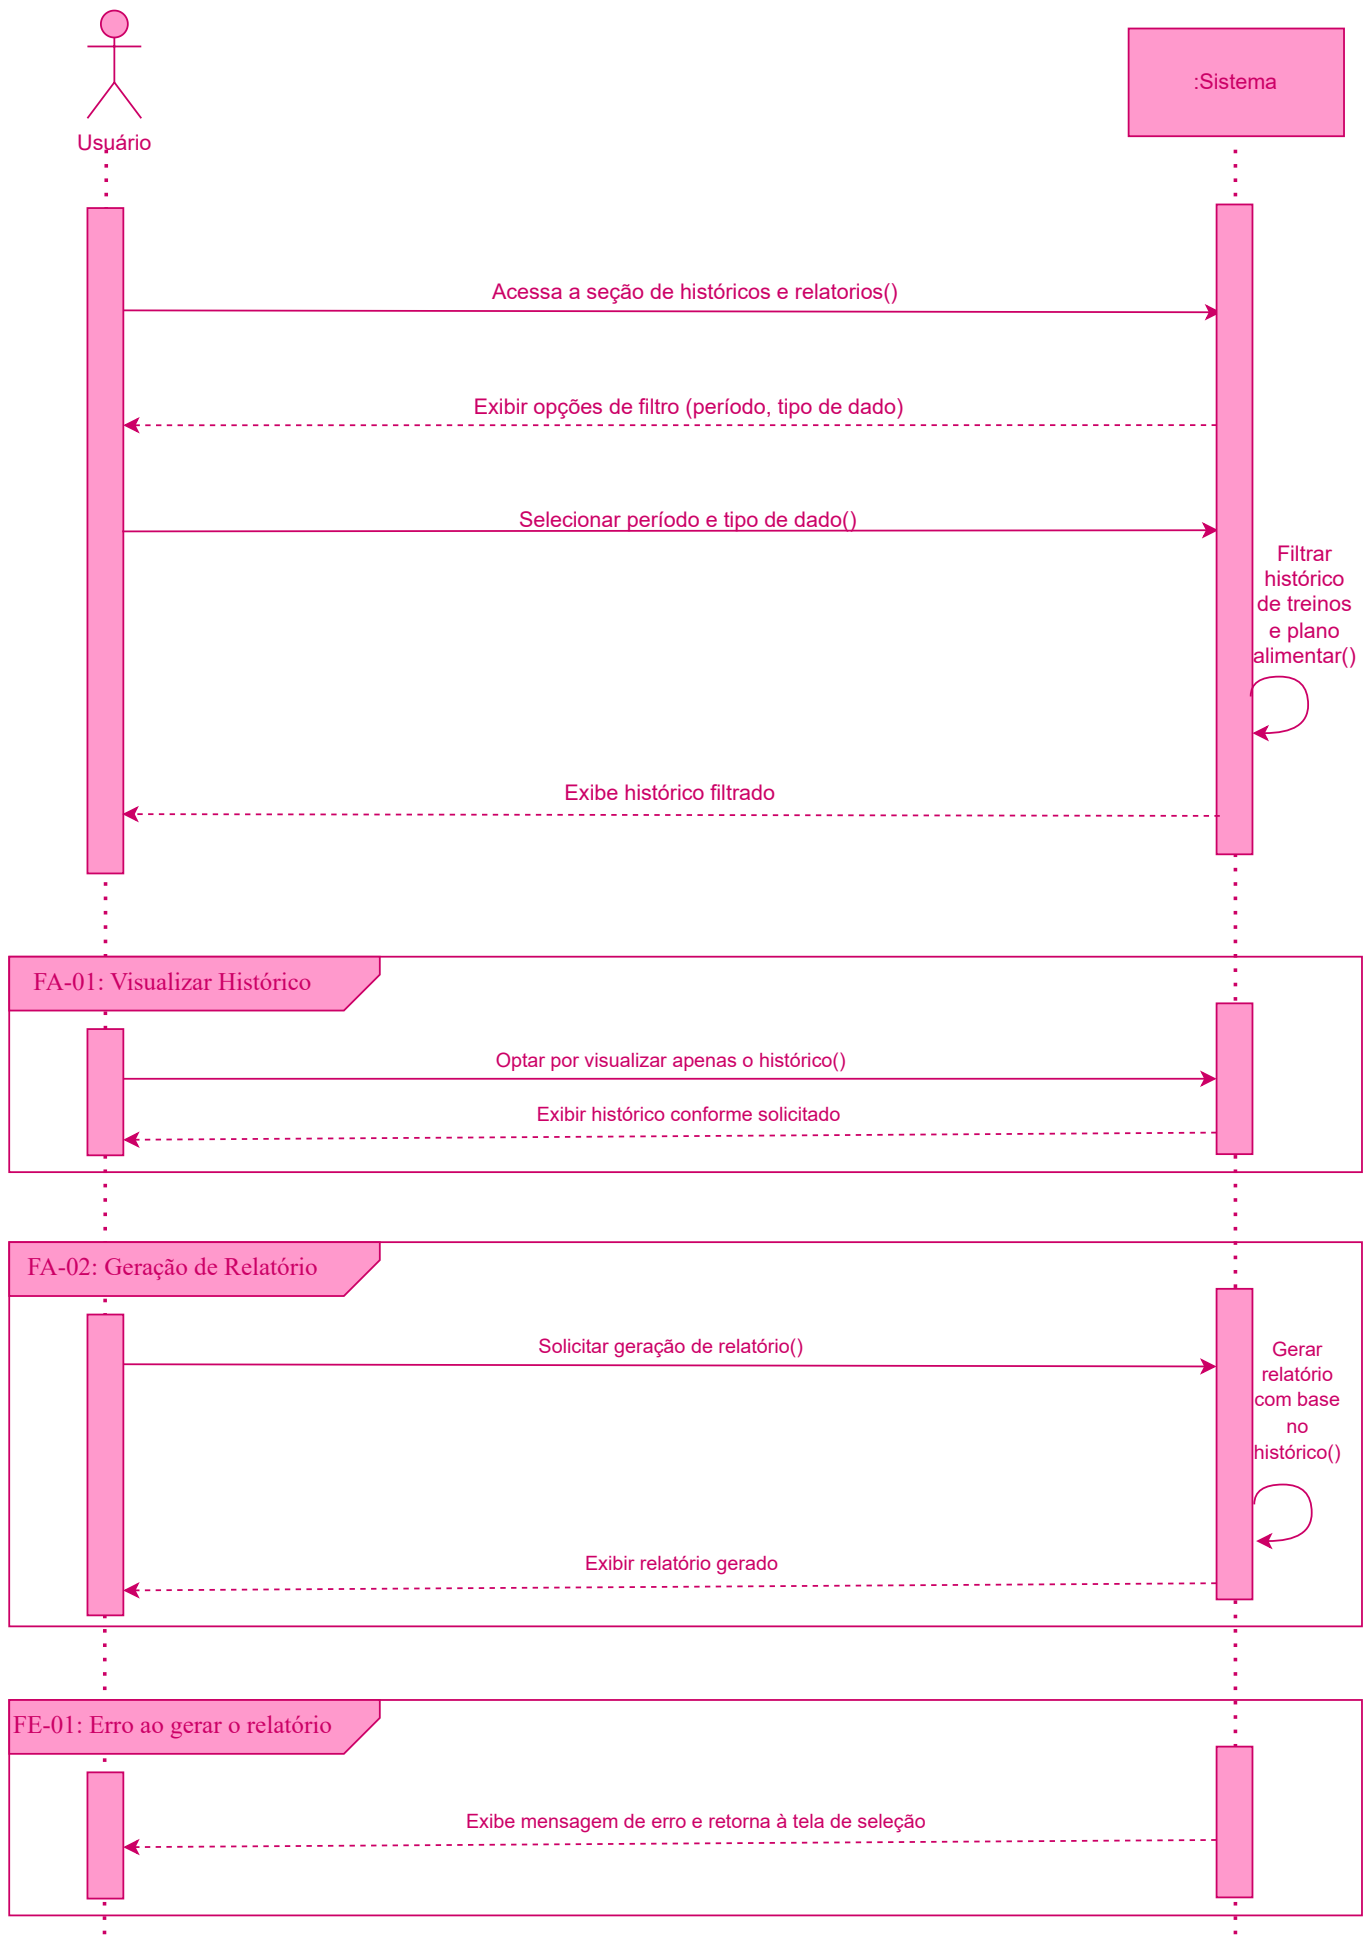 Usuário
:Sistema
Acessa a seção de históricos e relatorios()
Exibir opções de filtro (período, tipo de dado)
Selecionar período e tipo de dado()
Filtrar
histórico
de treinos
e plano
alimentar()
Exibe histórico filtrado
FA-01: Visualizar Histórico
Optar por visualizar apenas o histórico()
Exibir histórico conforme solicitado
FA-02: Geração de Relatório
Solicitar geração de relatório()
Gerar
relatório
com base
no
histórico()
Exibir relatório gerado
FE-01: Erro ao gerar o relatório
Exibe mensagem de erro e retorna à tela de seleção